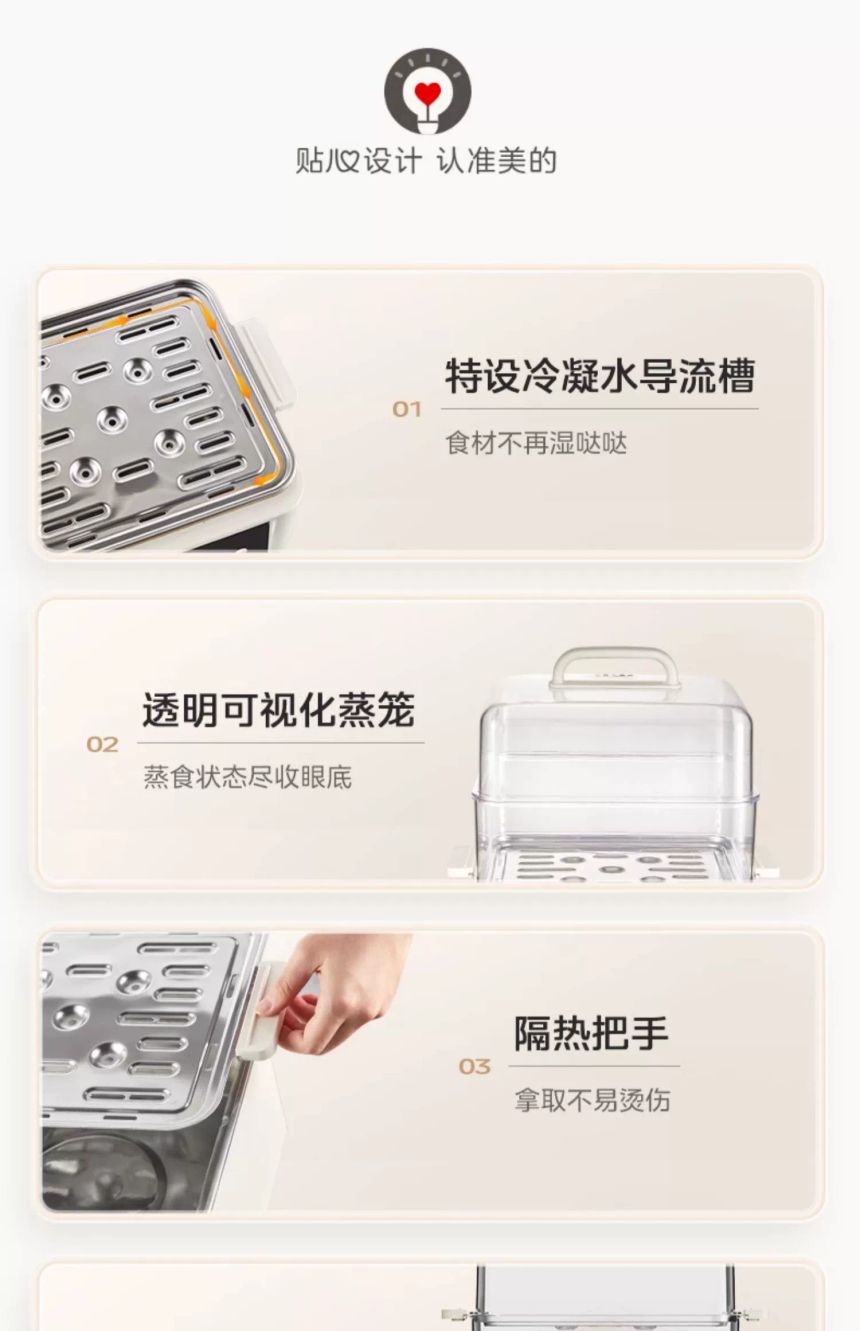 贴心设计 认准美的
01
特设冷凝水导流槽
食材不再湿哒哒
02
透明可视化蒸笼
蒸食状态尽收眼底
03
隔热把手
拿取不易烫伤